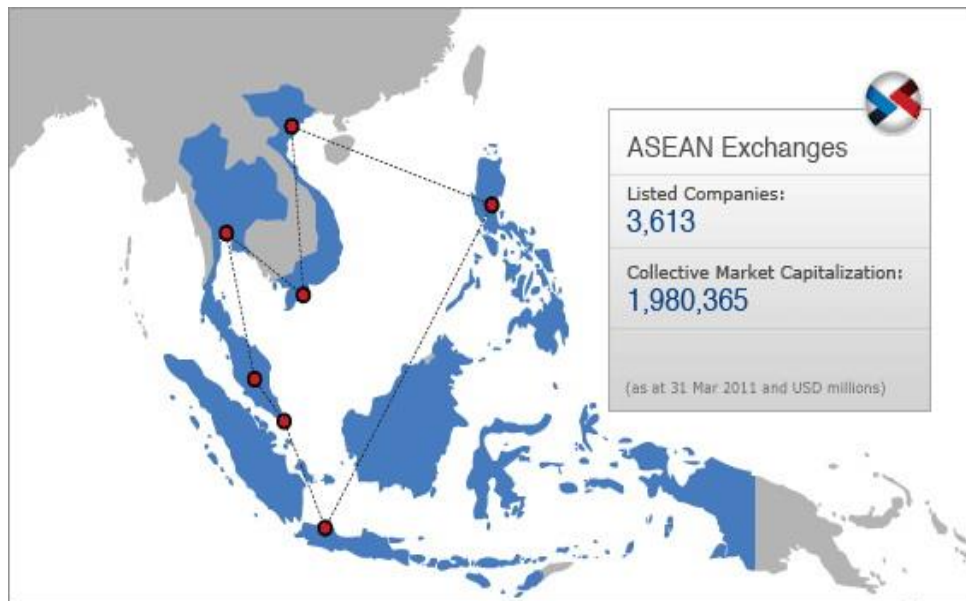 ASEAN Exchanges
Listed Companies:
3,613
Collective Market Capitalization:
1,980,365
(as at 31 Mar 2011 and USD millions)